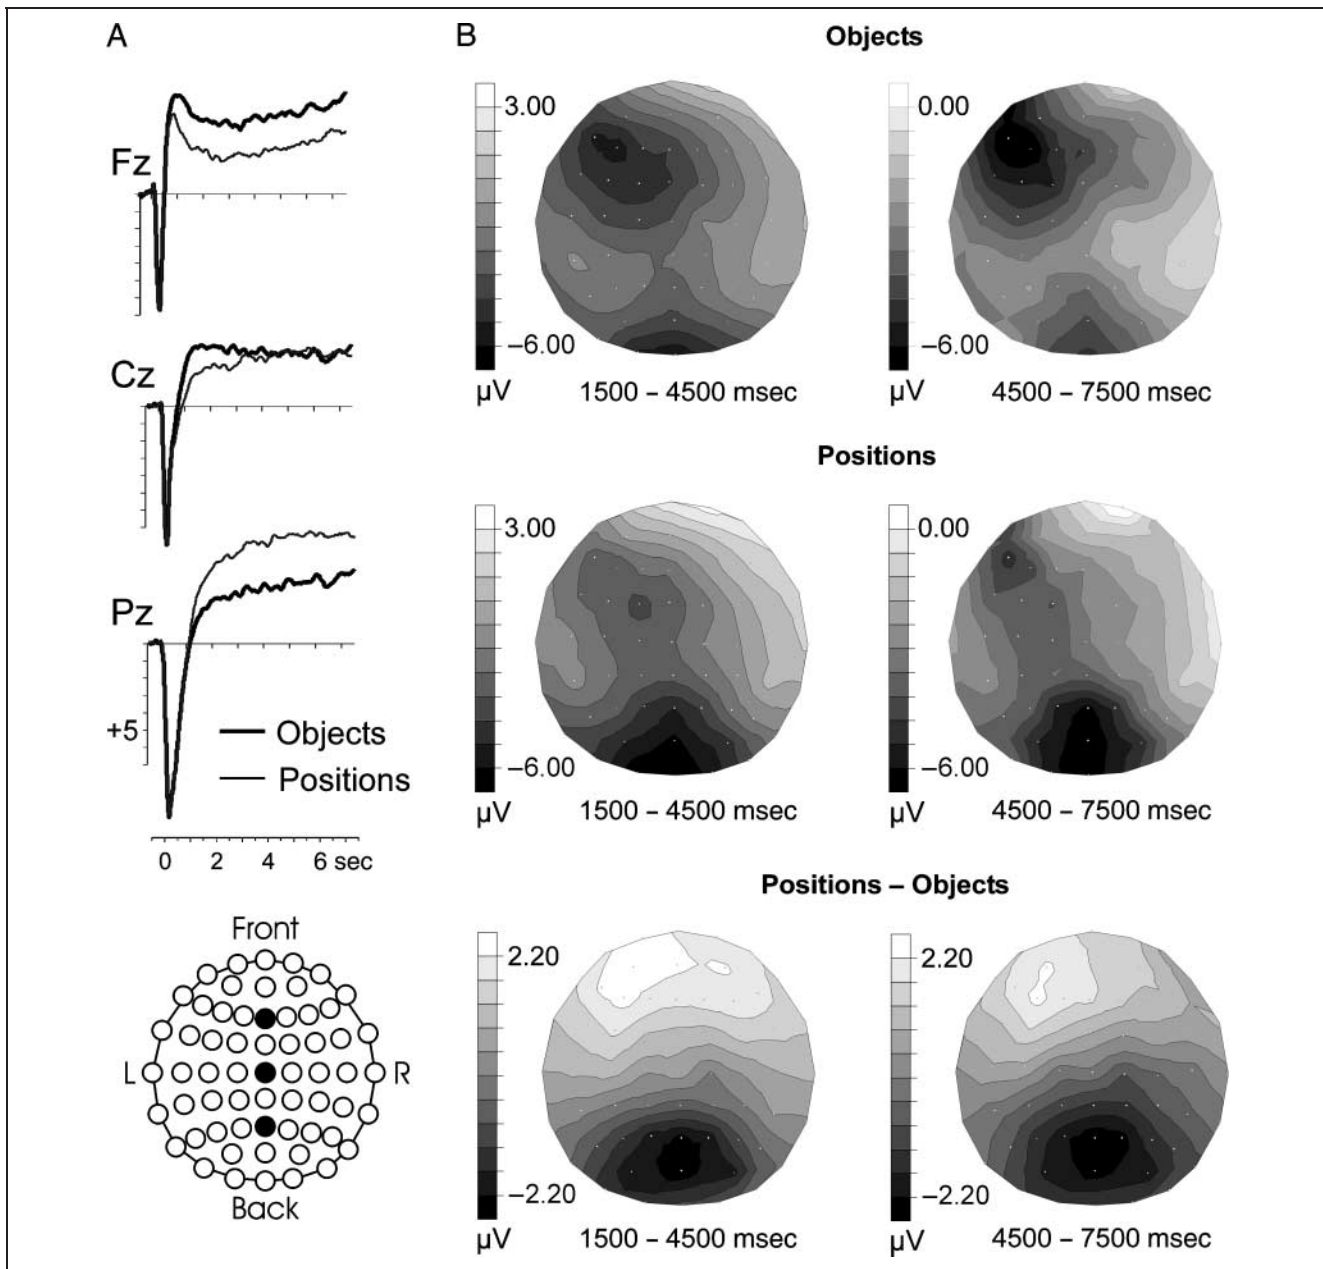 A
Fz
Cz
Pz
+5
Objects
Positions
0 2 4 6 sec
Front
L R
Back
B
Objects
3.00
−6.00
µV
1500 – 4500 msec
0.00
−6.00
µV
4500 – 7500 msec
Positions
3.00
−6.00
µV
1500 – 4500 msec
0.00
−6.00
µV
4500 – 7500 msec
Positions – Objects
2.20
−2.20
µV
1500 – 4500 msec
2.20
−2.20
µV
4500 – 7500 msec